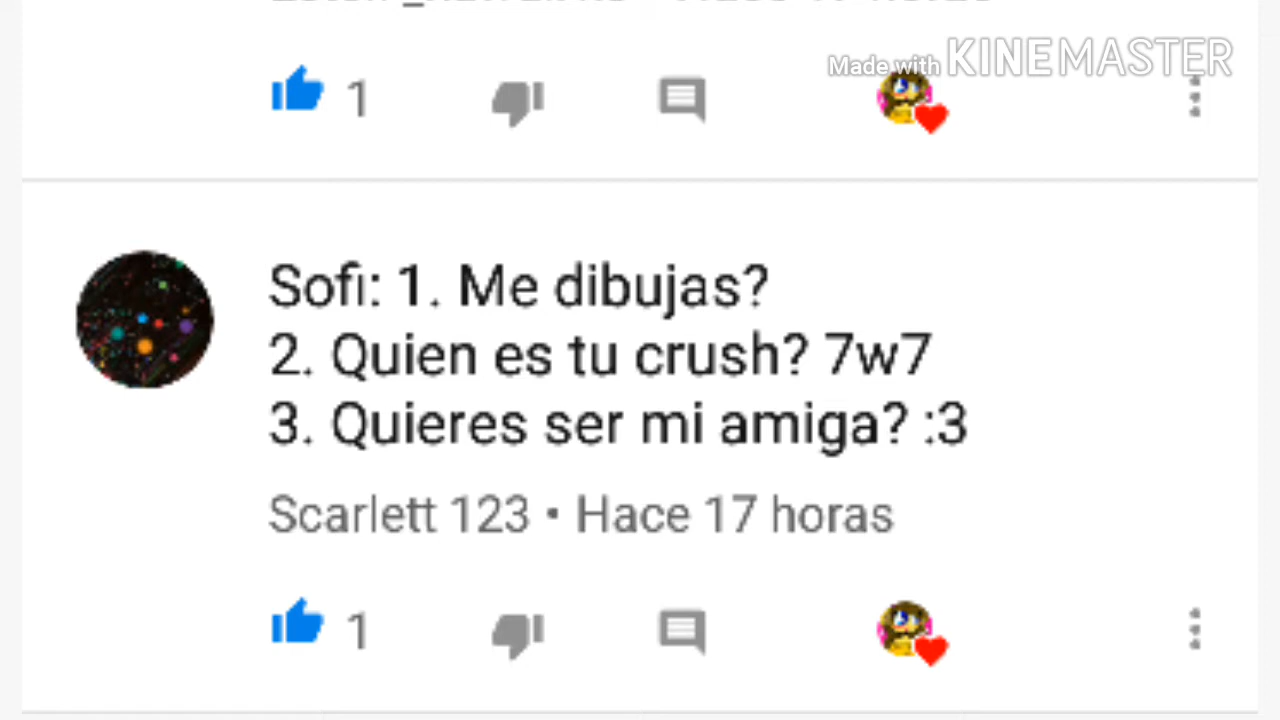 Made with KINEMASTER
1
Sofi: 1. Me dibujas?
2. Quien es tu crush? 7w7
3. Quieres ser mi amiga? :3
Scarlett 123 • Hace 17 horas
1